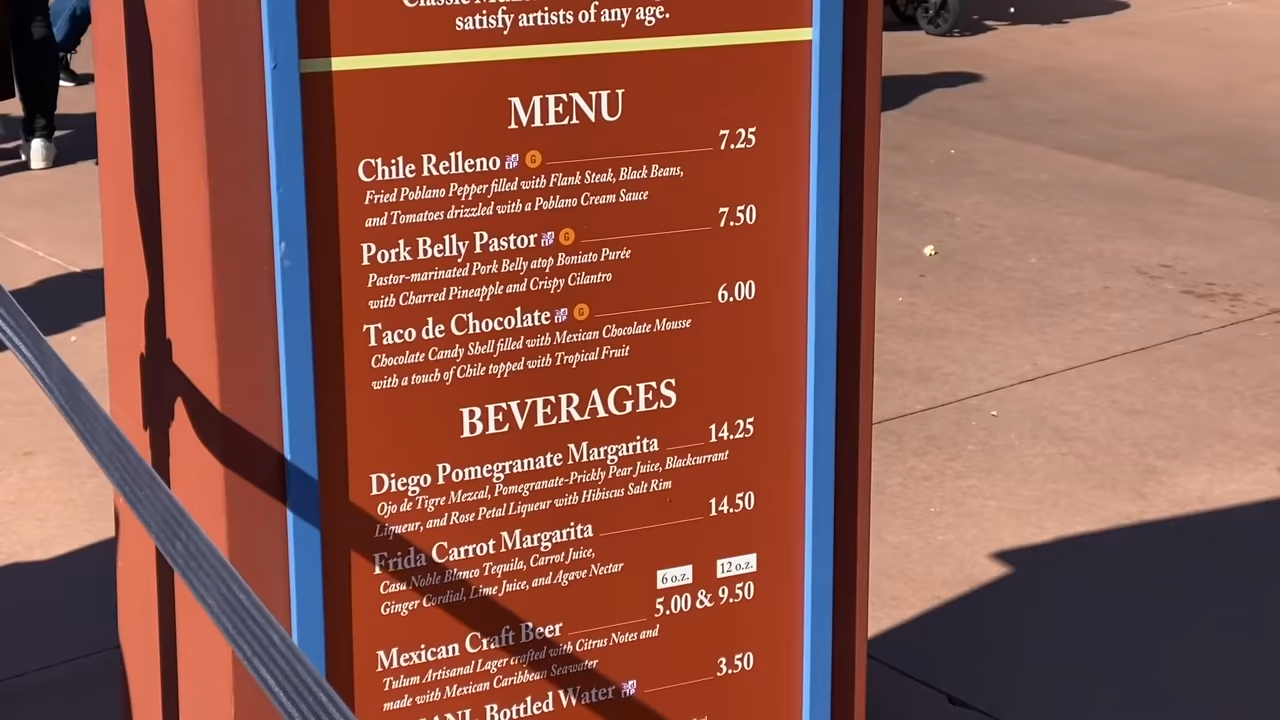 satisfy artists of any age.
MENU
Chile Relleno G 7.25
Fried Poblano Pepper filled with Flank Steak, Black Beans,
and Tomatoes drizzled with a Poblano Cream Sauce
Pork Belly Pastor G 7.50
Pastor-marinated Pork Belly atop Boniato Purée
with Charred Pineapple and Crispy Cilantro
Taco de Chocolate G 6.00
Chocolate Candy Shell filled with Mexican Chocolate Mousse
with a touch of Chile topped with Tropical Fruit
BEVERAGES
Diego Pomegranate Margarita 14.25
Ojo de Tigre Mezcal, Pomegranate-Prickly Pear Juice, Blackcurrant
Liqueur, and Rose Petal Liqueur with Hibiscus Salt Rim
Frida Carrot Margarita 14.50
Casa Noble Blanco Tequila, Carrot Juice,
Ginger Cordial, Lime Juice, and Agave Nectar
6 o.z. 12 o.z.
Mexican Craft Beer 5.00 & 9.50
Tulum Artisanal Lager crafted with Citrus Notes and
made with Mexican Caribbean Seawater
Bottled Water 3.50